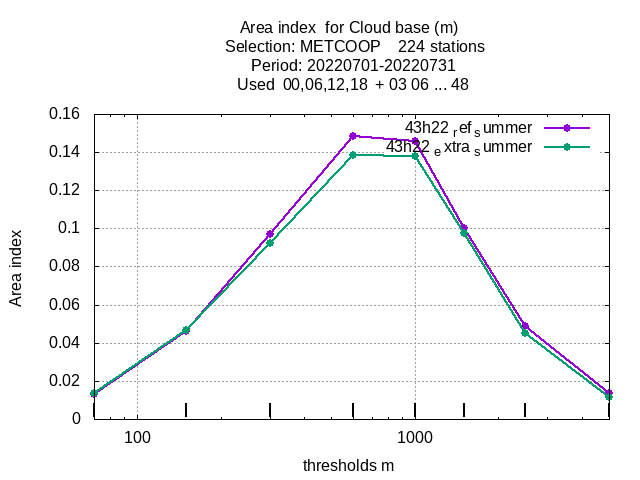 Area index  for Cloud base (m)
Selection: METCOOP    224 stations
Period: 20220701-20220731
Used  00,06,12,18  + 03 06 ... 48
0.16
43h22 ref summer
0.14
43h22 extra summer
0.12
0.1
0.08
0.06
0.04
0.02
0
Area index
100
1000
thresholds m